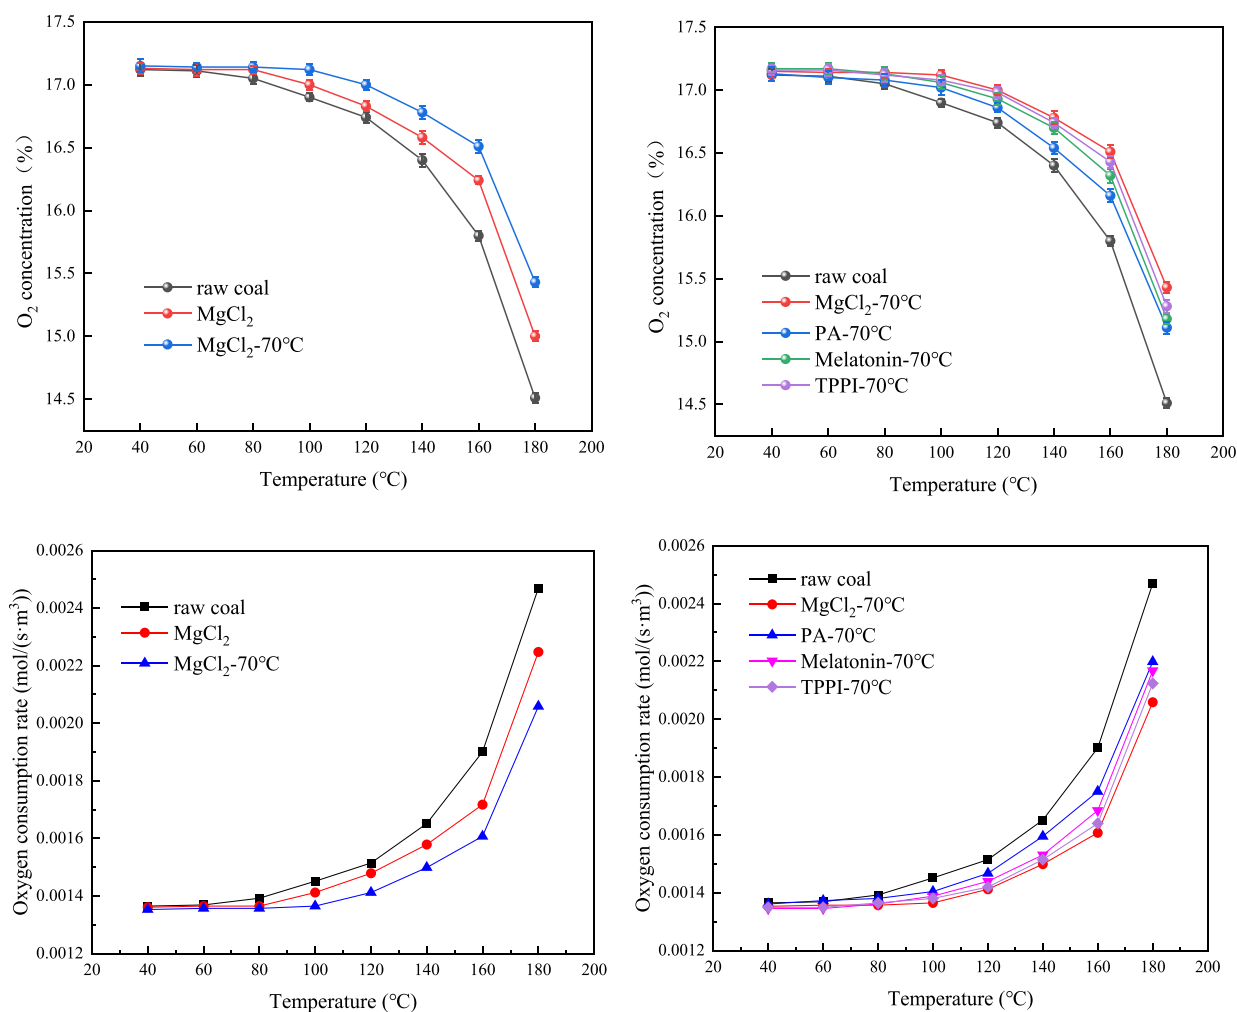 17.5
17.0
16.5
16.0
15.5
15.0
14.5
O2 concentration (%)
raw coal
MgCl2
MgCl2-70℃
20 40 60 80 100 120 140 160 180 200
Temperature (℃)
17.5
17.0
16.5
16.0
15.5
15.0
14.5
O2 concentration (%)
raw coal
MgCl2-70℃
PA-70℃
Melatonin-70℃
TPPI-70℃
20 40 60 80 100 120 140 160 180 200
Temperature (℃)
0.0026
0.0024
0.0022
0.0020
0.0018
0.0016
0.0014
0.0012
Oxygen consumption rate (mol/(s·m3))
raw coal
MgCl2
MgCl2-70℃
20 40 60 80 100 120 140 160 180 200
Temperature (℃)
0.0026
0.0024
0.0022
0.0020
0.0018
0.0016
0.0014
0.0012
Oxygen consumption rate (mol/(s·m3))
raw coal
MgCl2-70℃
PA-70℃
Melatonin-70℃
TPPI-70℃
20 40 60 80 100 120 140 160 180 200
Temperature (℃)